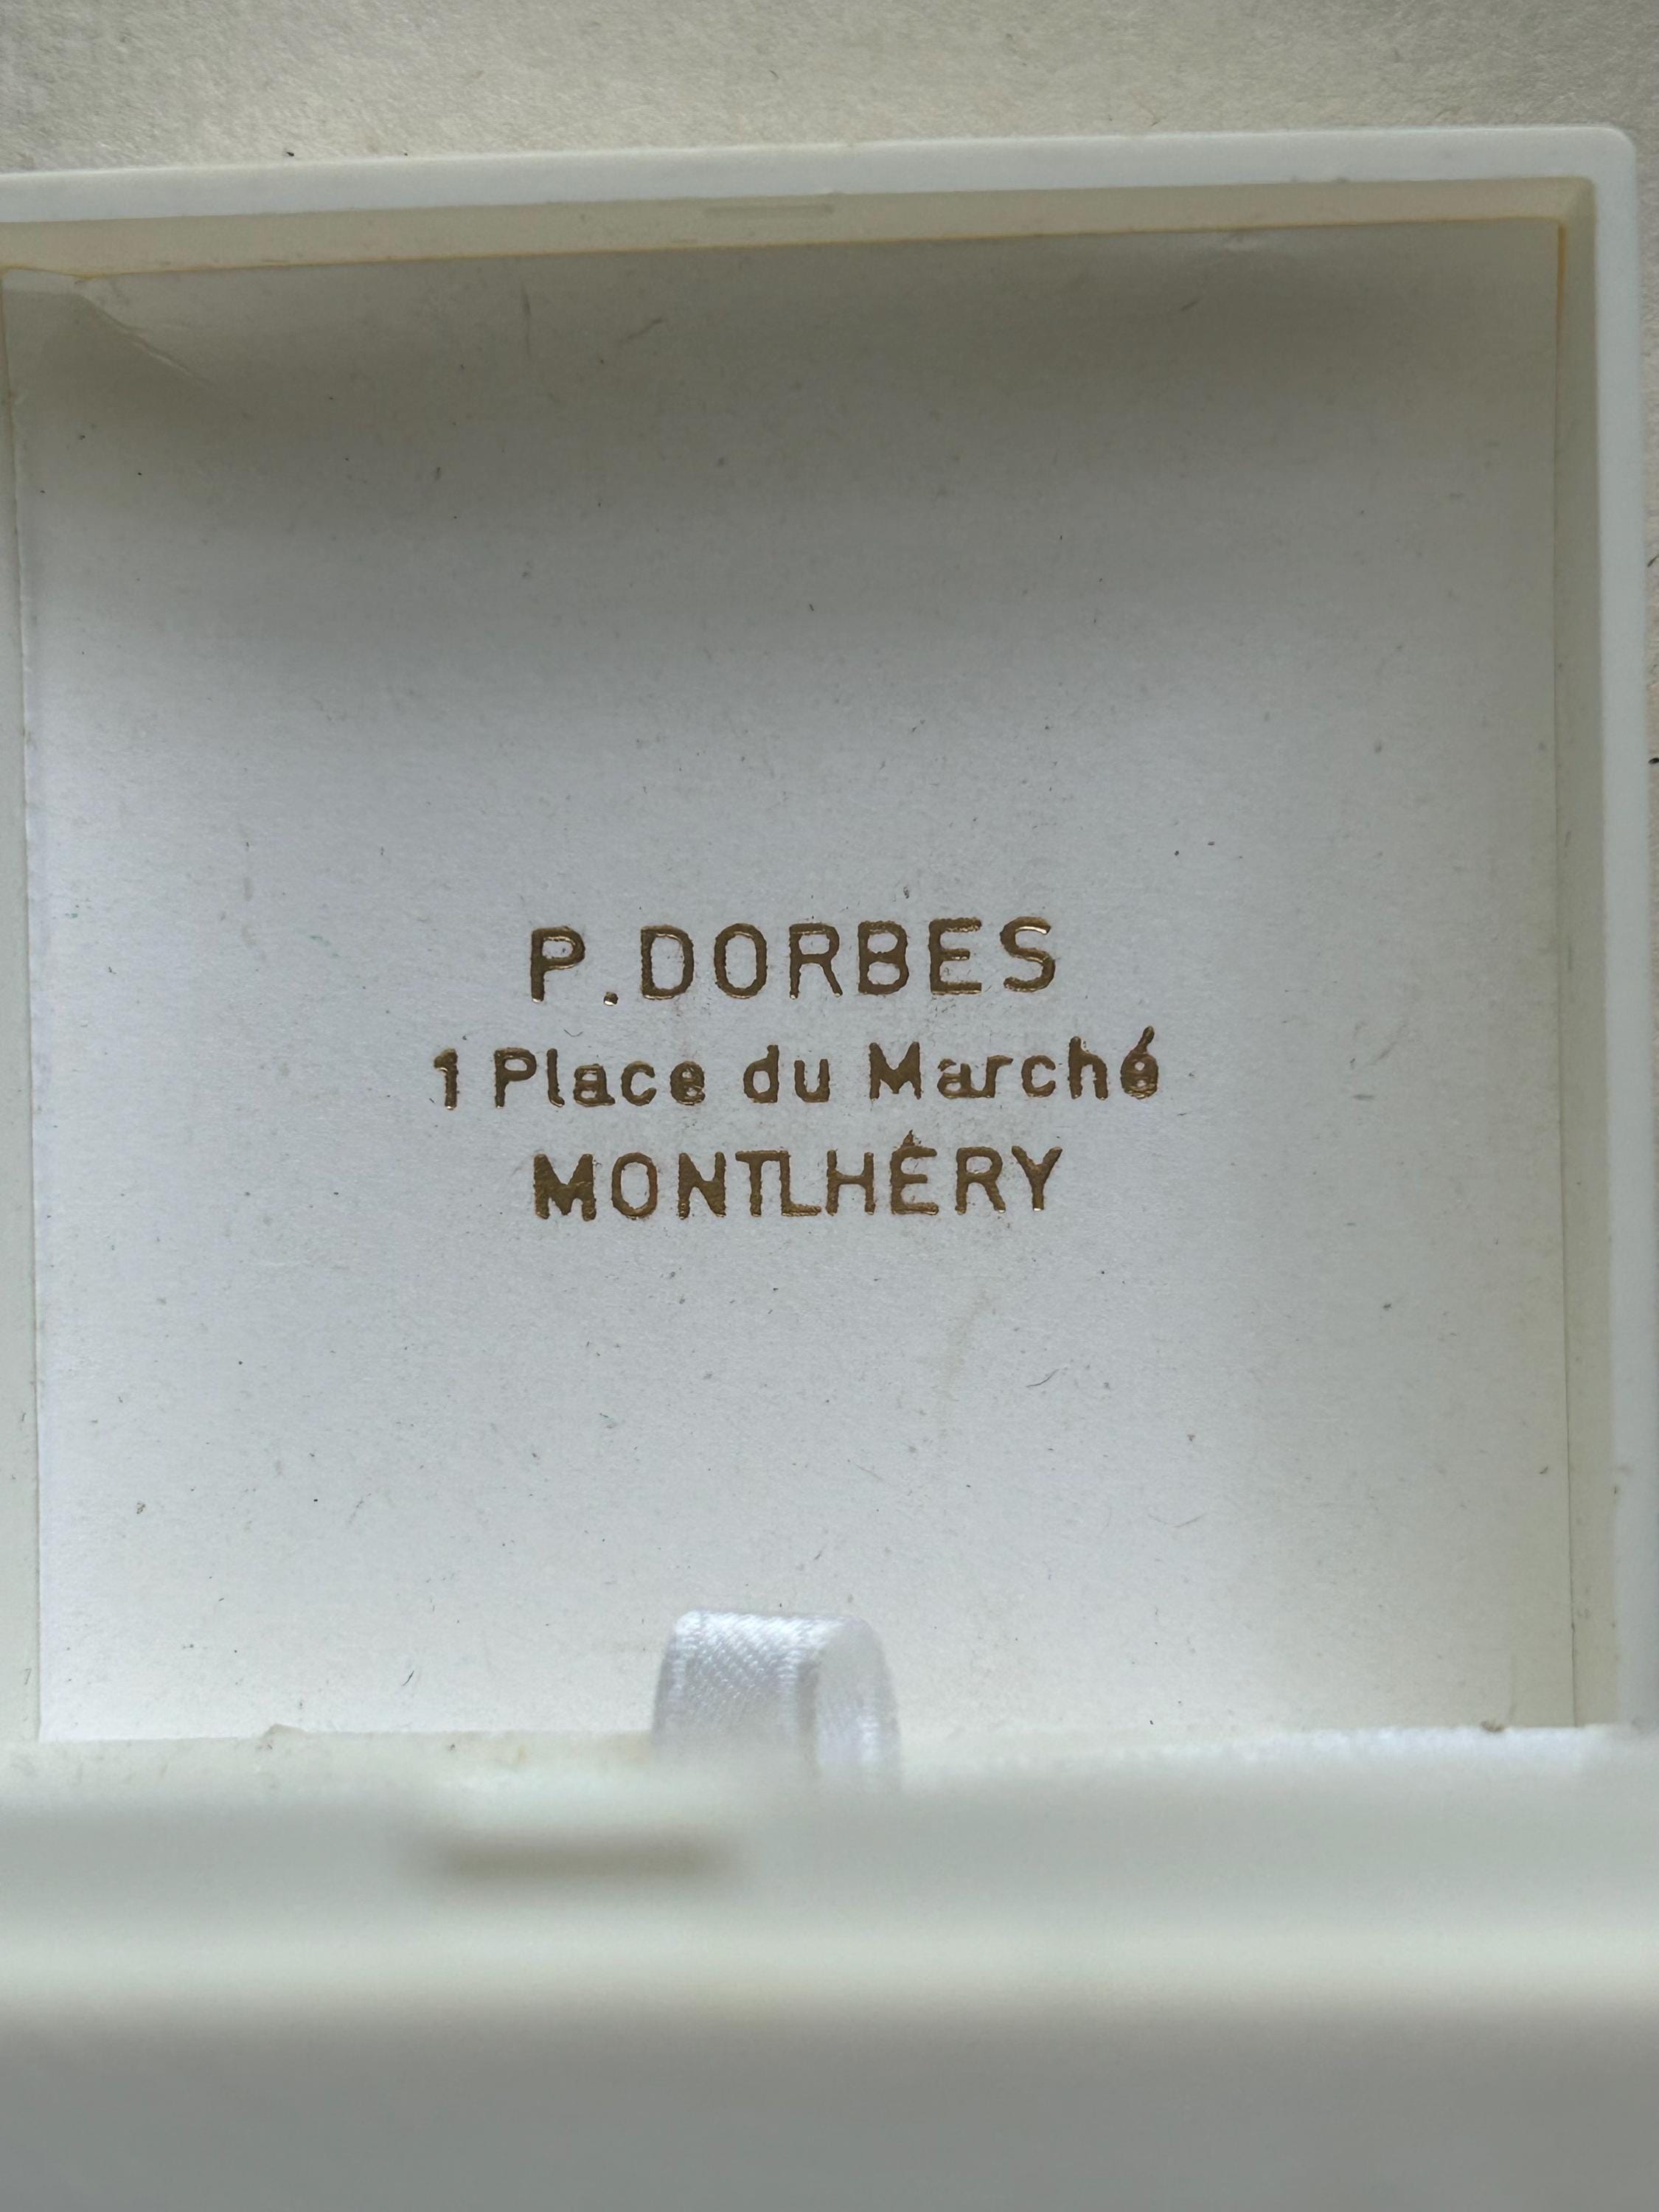 P. DORBES
1 Place du Marché
MONTLHÉRY